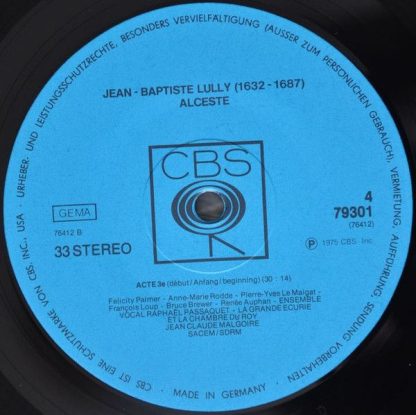 URHEBER- UND LEISTUNGSSCHUTZRECHTE, BESONDERS VERVIELFÄLTIGUNG (AUSSER ZUM PERSÖNLICHEN GEBRAUCH), VERMIETUNG, AUFFÜHRUNG, SENDUNG VORBEHALTEN
JEAN - BAPTISTE LULLY (1632 - 1687)
ALCESTE
CBS
GEMA
76412 B
33 STEREO
4
79301
(76412)
P 1975 CBS Inc.
ACTE 3e (début/Anfang/beginning) (30 : 14)
Felicity Palmer - Anne-Marie Rodde - Pierre-Yves Le Maigat -
François Loup - Bruce Brewer - Renée Auphan - ENSEMBLE
VOCAL RAPHAËL PASSAQUET - LA GRANDE ECURIE
ET LA CHAMBRE DU ROY
JEAN CLAUDE MALGOIRE
SACEM/SDRM
CBS IST EINE SCHUTZMARKE VON CBS, INC., USA
MADE IN GERMANY